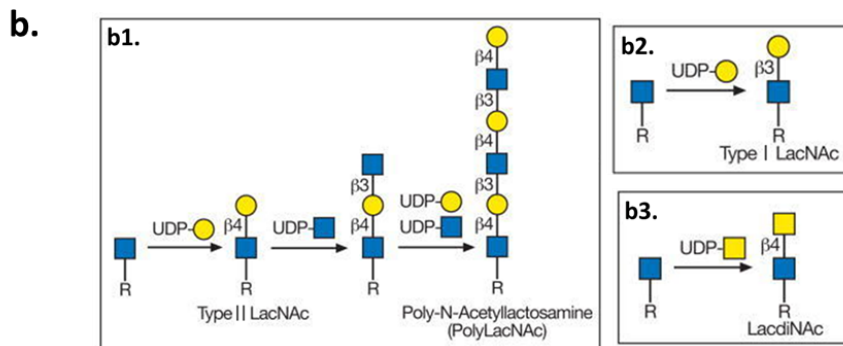 b.
b1.
β4
β3
β4
β3
β4
β3
β4
β4
UDP-
UDP-
UDP-
UDP-
R
R
R
R
Type II LacNAc
Poly-N-Acetyllactosamine
(PolyLacNAc)
b2.
UDP-
β3
R
R
Type I LacNAc
b3.
UDP-
β4
R
R
LacdiNAc